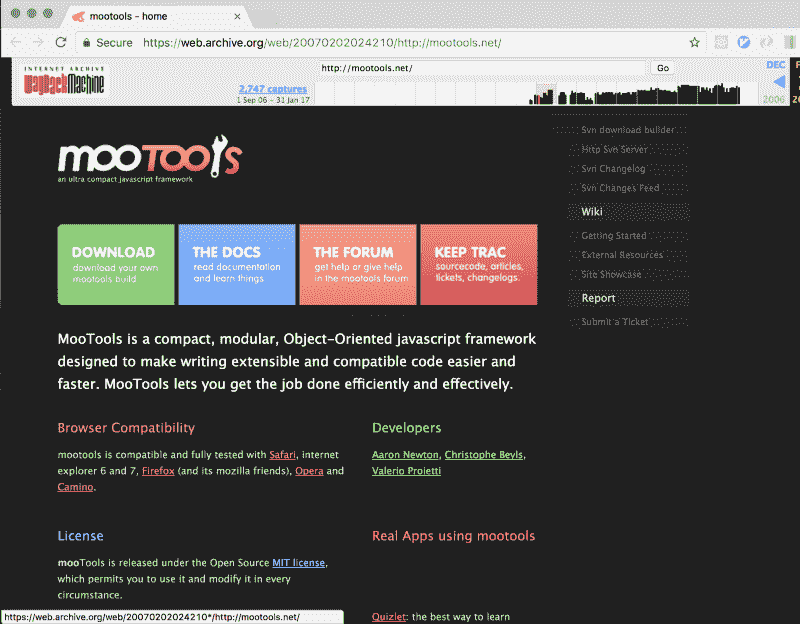 mootools - home
Secure
https://web.archive.org/web/20070202024210/http://mootools.net/
INTERNET ARCHIVE
WayBackMachine
http://mootools.net/
Go
DEC
2,747 captures
1 Sep 06 - 31 Jan 17
2006
mooTools
an ultra compact javascript framework
Svn download builder
Http Svn Server
Svn Changelog
Svn Changes Feed
Wiki
Getting Started
External Resources
Site Showcase
Report
Submit a Ticket
DOWNLOAD
download your own
mootools build
THE DOCS
read documentation
and learn things
THE FORUM
get help or give help
in the mootools forum
KEEP TRAC
sourcecode, articles,
tickets, changelogs.
MooTools is a compact, modular, Object-Oriented javascript framework
designed to make writing extensible and compatible code easier and
faster. MooTools lets you get the job done efficiently and effectively.
Browser Compatibility
mootools is compatible and fully tested with Safari, internet
explorer 6 and 7, Firefox (and its mozilla friends), Opera and
Camino.
Developers
Aaron Newton, Christophe Beyls,
Valerio Proietti
License
mooTools is released under the Open Source MIT license,
which permits you to use it and modify it in every
circumstance.
Real Apps using mootools
Quizlet: the best way to learn
https://web.archive.org/web/20070202024210*/http://mootools.net/